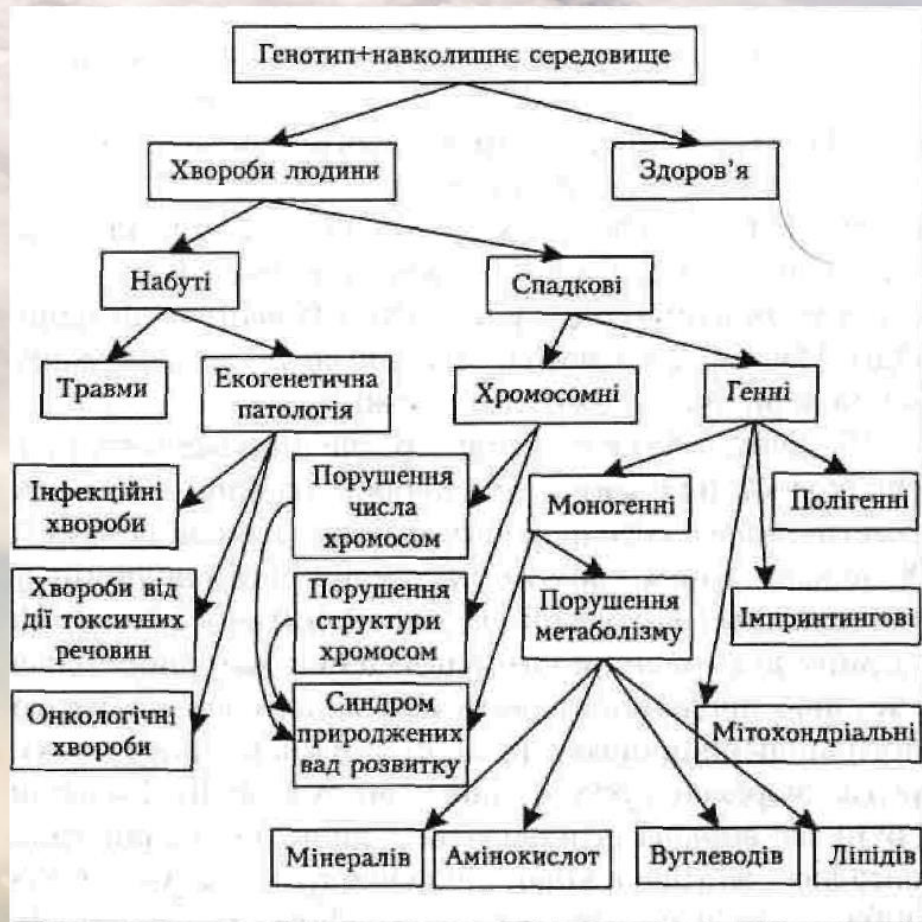 Генотип+навколишнє середовище
Хвороби людини
Здоров'я
Набуті
Спадкові
Травми
Екогенетична
патологія
Хромосомні
Генні
Інфекційні
хвороби
Порушення
числа
хромосом
Моногенні
Полігенні
Хвороби від
дії токсичних
речовин
Порушення
структури
хромосом
Порушення
метаболізму
Імпринтингові
Онкологічні
хвороби
Синдром
природжених
вад розвитку
Мітохондріальні
Мінералів
Амінокислот
Вуглеводів
Ліпідів